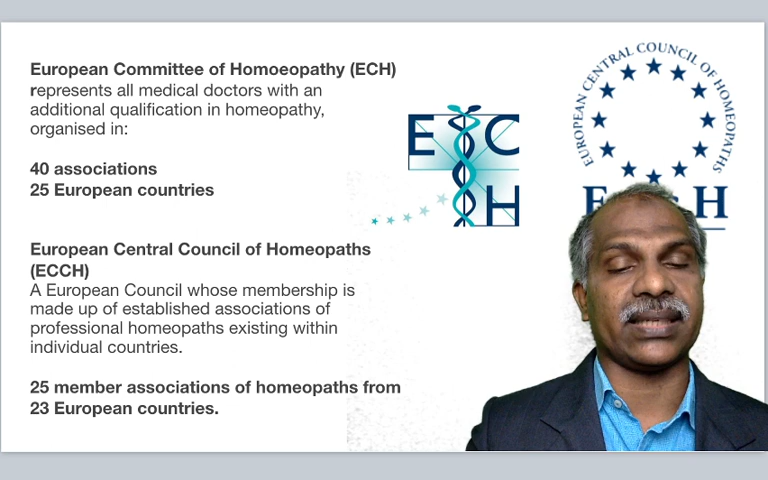 European Committee of Homoeopathy (ECH)
represents all medical doctors with an
additional qualification in homeopathy,
organised in:
40 associations
25 European countries
European Central Council of Homeopaths
(ECCH)
A European Council whose membership is
made up of established associations of
professional homeopaths existing within
individual countries.
25 member associations of homeopaths from
23 European countries.
E C
H
EUROPEAN CENTRAL COUNCIL OF HOMEOPATHS